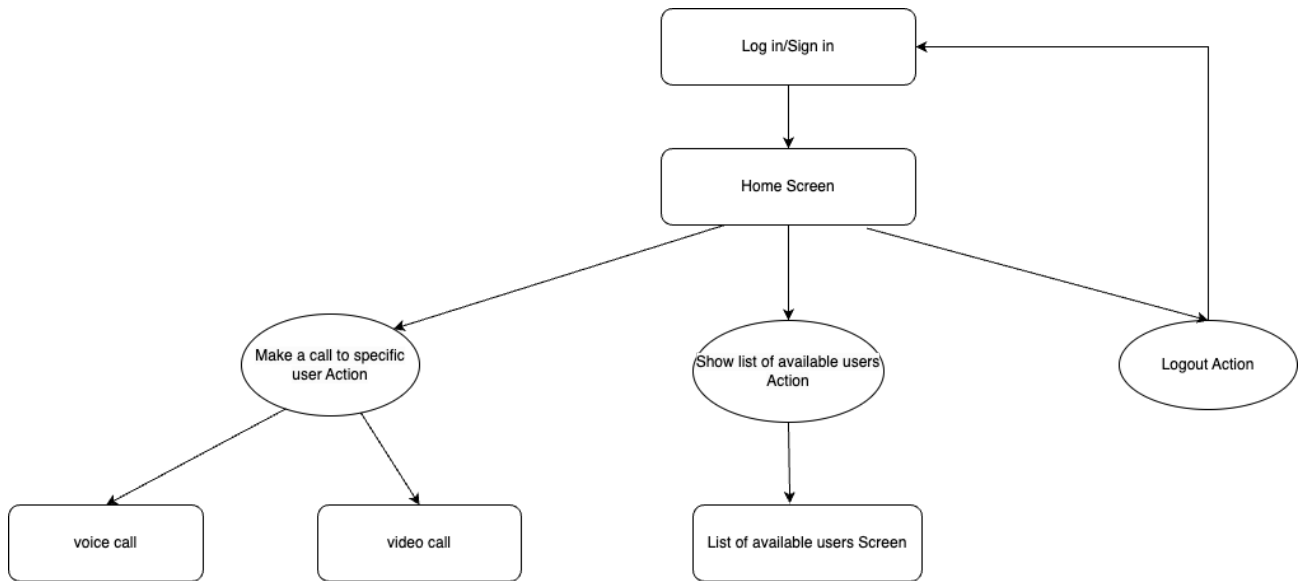 Log in/Sign in
Home Screen
Make a call to specific
user Action
Show list of available users
Action
Logout Action
voice call
video call
List of available users Screen